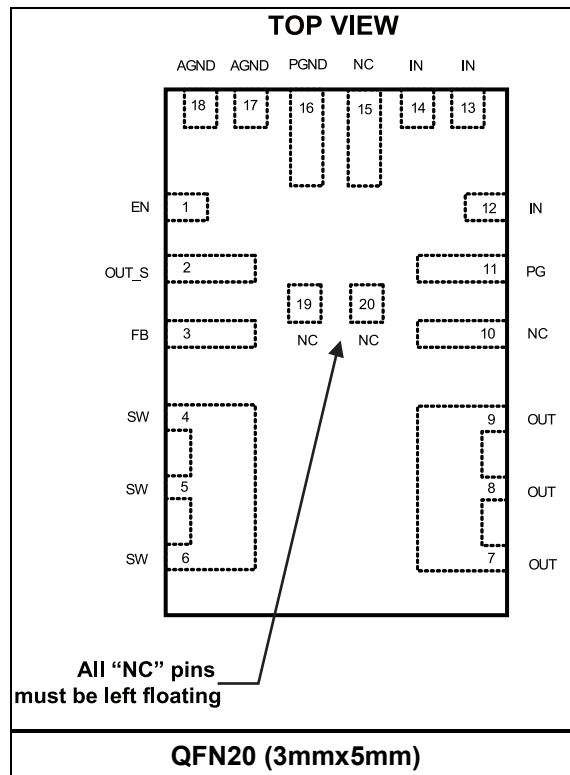 TOP VIEW
AGND AGND PGND NC IN IN
18 17 16 15 14 13
EN 1 12 IN
OUT_S 2 11 PG
19 20
FB 3 10 NC
NC NC
SW 4 9 OUT
SW 5 8 OUT
SW 6 7 OUT
All “NC” pins
must be left floating
QFN20 (3mmx5mm)